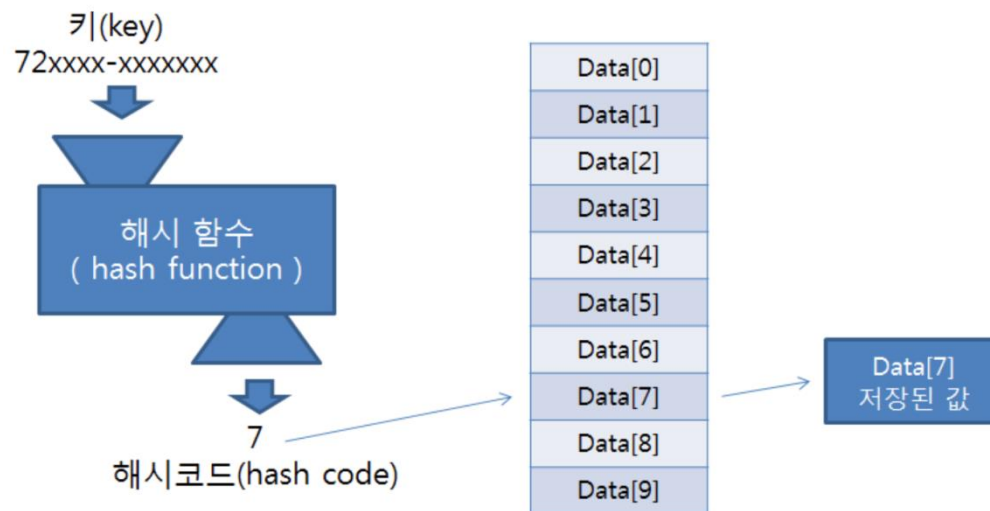 키(key)
72xxxx-xxxxxxx
해시 함수
( hash function )
7
해시코드(hash code)
Data[0]
Data[1]
Data[2]
Data[3]
Data[4]
Data[5]
Data[6]
Data[7]
Data[8]
Data[9]
Data[7]
저장된 값